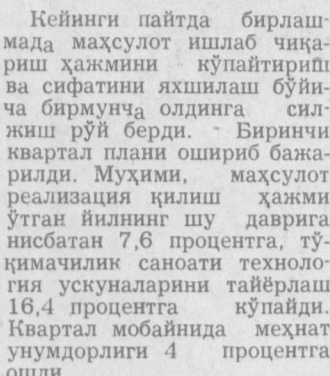 Кейинги пайтда бирлаш-
мада маҳсулот ишлаб чиқа-
риш ҳажмини кўпайтириш
ва сифатини яхшилаш бўйи-
ча бирмунча олдинга сил-
жиш рўй берди. Биринчи
квартал плани ошириб бажа-
рилди. Муҳими, маҳсулот
реализация қилиш ҳажми
ўтган йилнинг шу даврига
нисбатан 7,6 процентга, тў-
қимачилик саноати техноло-
гия ускуналарини тайёрлаш
16,4 процентга кўпайди.
Квартал мобайнида меҳнат
унумдорлиги 4 процентга
ошди.